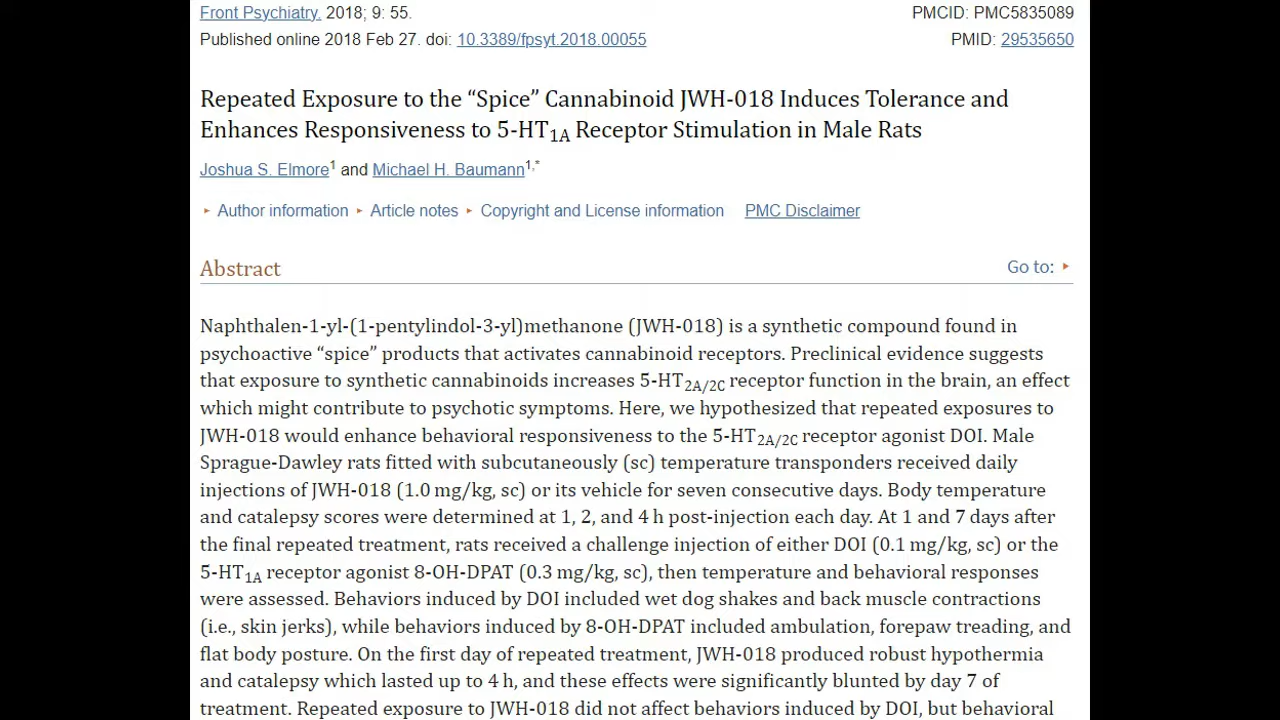 Front Psychiatry. 2018; 9: 55. PMCID: PMC5835089
Published online 2018 Feb 27. doi: 10.3389/fpsyt.2018.00055 PMID: 29535650
Repeated Exposure to the “Spice” Cannabinoid JWH-018 Induces Tolerance and
Enhances Responsiveness to 5-HT1A Receptor Stimulation in Male Rats
Joshua S. Elmore1 and Michael H. Baumann1,*
▸ Author information ▸ Article notes ▸ Copyright and License information PMC Disclaimer
Abstract Go to: ▸
Naphthalen-1-yl-(1-pentylindol-3-yl)methanone (JWH-018) is a synthetic compound found in
psychoactive “spice” products that activates cannabinoid receptors. Preclinical evidence suggests
that exposure to synthetic cannabinoids increases 5-HT2A/2C receptor function in the brain, an effect
which might contribute to psychotic symptoms. Here, we hypothesized that repeated exposures to
JWH-018 would enhance behavioral responsiveness to the 5-HT2A/2C receptor agonist DOI. Male
Sprague-Dawley rats fitted with subcutaneously (sc) temperature transponders received daily
injections of JWH-018 (1.0 mg/kg, sc) or its vehicle for seven consecutive days. Body temperature
and catalepsy scores were determined at 1, 2, and 4 h post-injection each day. At 1 and 7 days after
the final repeated treatment, rats received a challenge injection of either DOI (0.1 mg/kg, sc) or the
5-HT1A receptor agonist 8-OH-DPAT (0.3 mg/kg, sc), then temperature and behavioral responses
were assessed. Behaviors induced by DOI included wet dog shakes and back muscle contractions
(i.e., skin jerks), while behaviors induced by 8-OH-DPAT included ambulation, forepaw treading, and
flat body posture. On the first day of repeated treatment, JWH-018 produced robust hypothermia
and catalepsy which lasted up to 4 h, and these effects were significantly blunted by day 7 of
treatment. Repeated exposure to JWH-018 did not affect behaviors induced by DOI, but behavioral